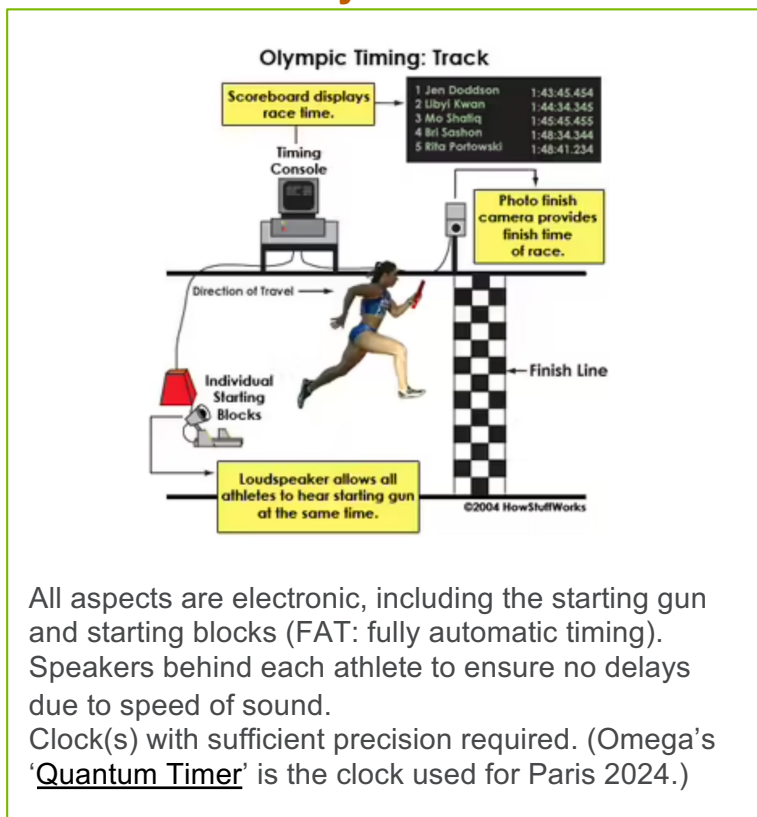 Olympic Timing: Track
Scoreboard displays
race time.
1 Jen Doddson 1:43:45.454
2 Libyi Kwan 1:44:34.345
3 Mo Shafiq 1:45:45.455
4 Bri Sashon 1:48:34.344
5 Rita Portowski 1:48:41.234
Timing
Console
Photo finish
camera provides
finish time
of race.
Direction of Travel
Finish Line
Individual
Starting
Blocks
Loudspeaker allows all
athletes to hear starting gun
at the same time.
©2004 HowStuffWorks
All aspects are electronic, including the starting gun
and starting blocks (FAT: fully automatic timing).
Speakers behind each athlete to ensure no delays
due to speed of sound.
Clock(s) with sufficient precision required. (Omega's
'Quantum Timer' is the clock used for Paris 2024.)